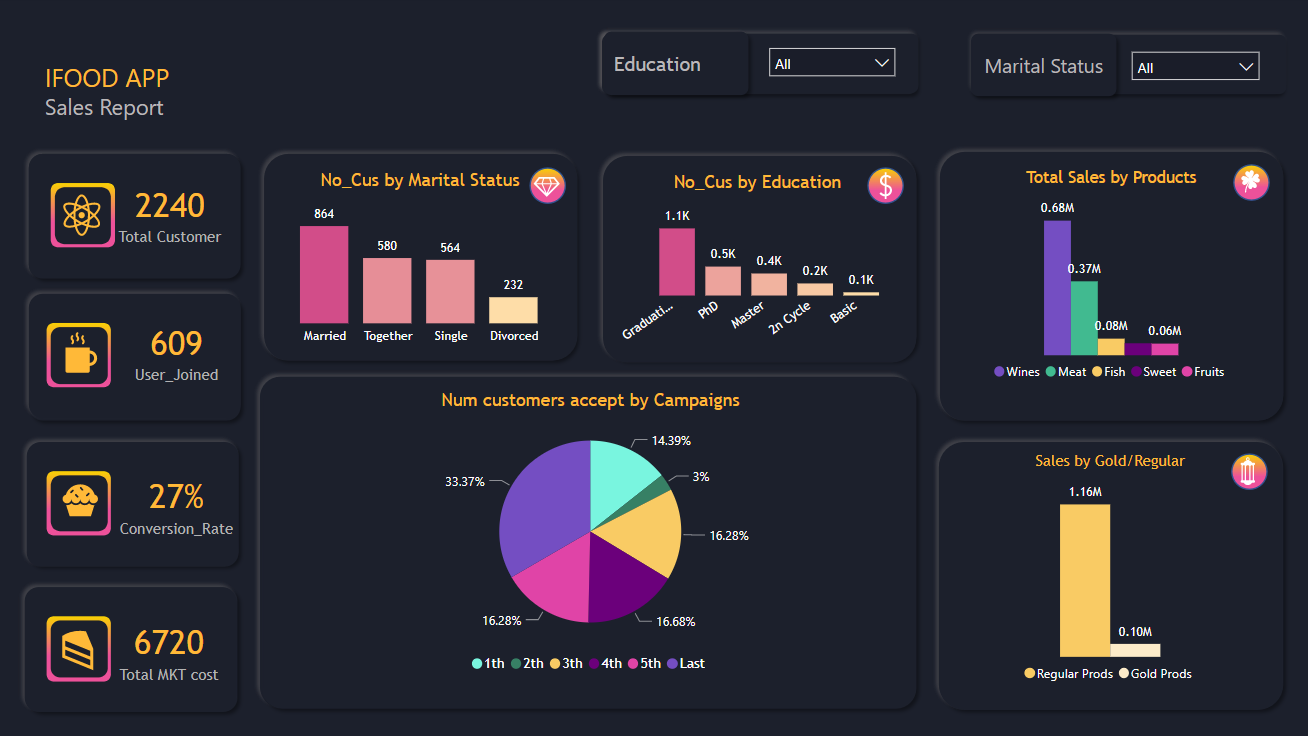 IFOOD APP
Sales Report
Education
All
Marital Status
All
2240
Total Customer
609
User_Joined
27%
Conversion_Rate
6720
Total MKT cost
No_Cus by Marital Status
864
580
564
232
Married Together Single Divorced
No_Cus by Education
$
1.1K
0.5K
0.4K
0.2K
0.1K
Graduati... PhD Master 2n Cycle Basic
Total Sales by Products
0.68M
0.37M
0.08M
0.06M
Wines Meat Fish Sweet Fruits
Num customers accept by Campaigns
14.39%
3%
33.37%
16.28%
16.28%
16.68%
1th 2th 3th 4th 5th Last
Sales by Gold/Regular
1.16M
0.10M
Regular Prods Gold Prods